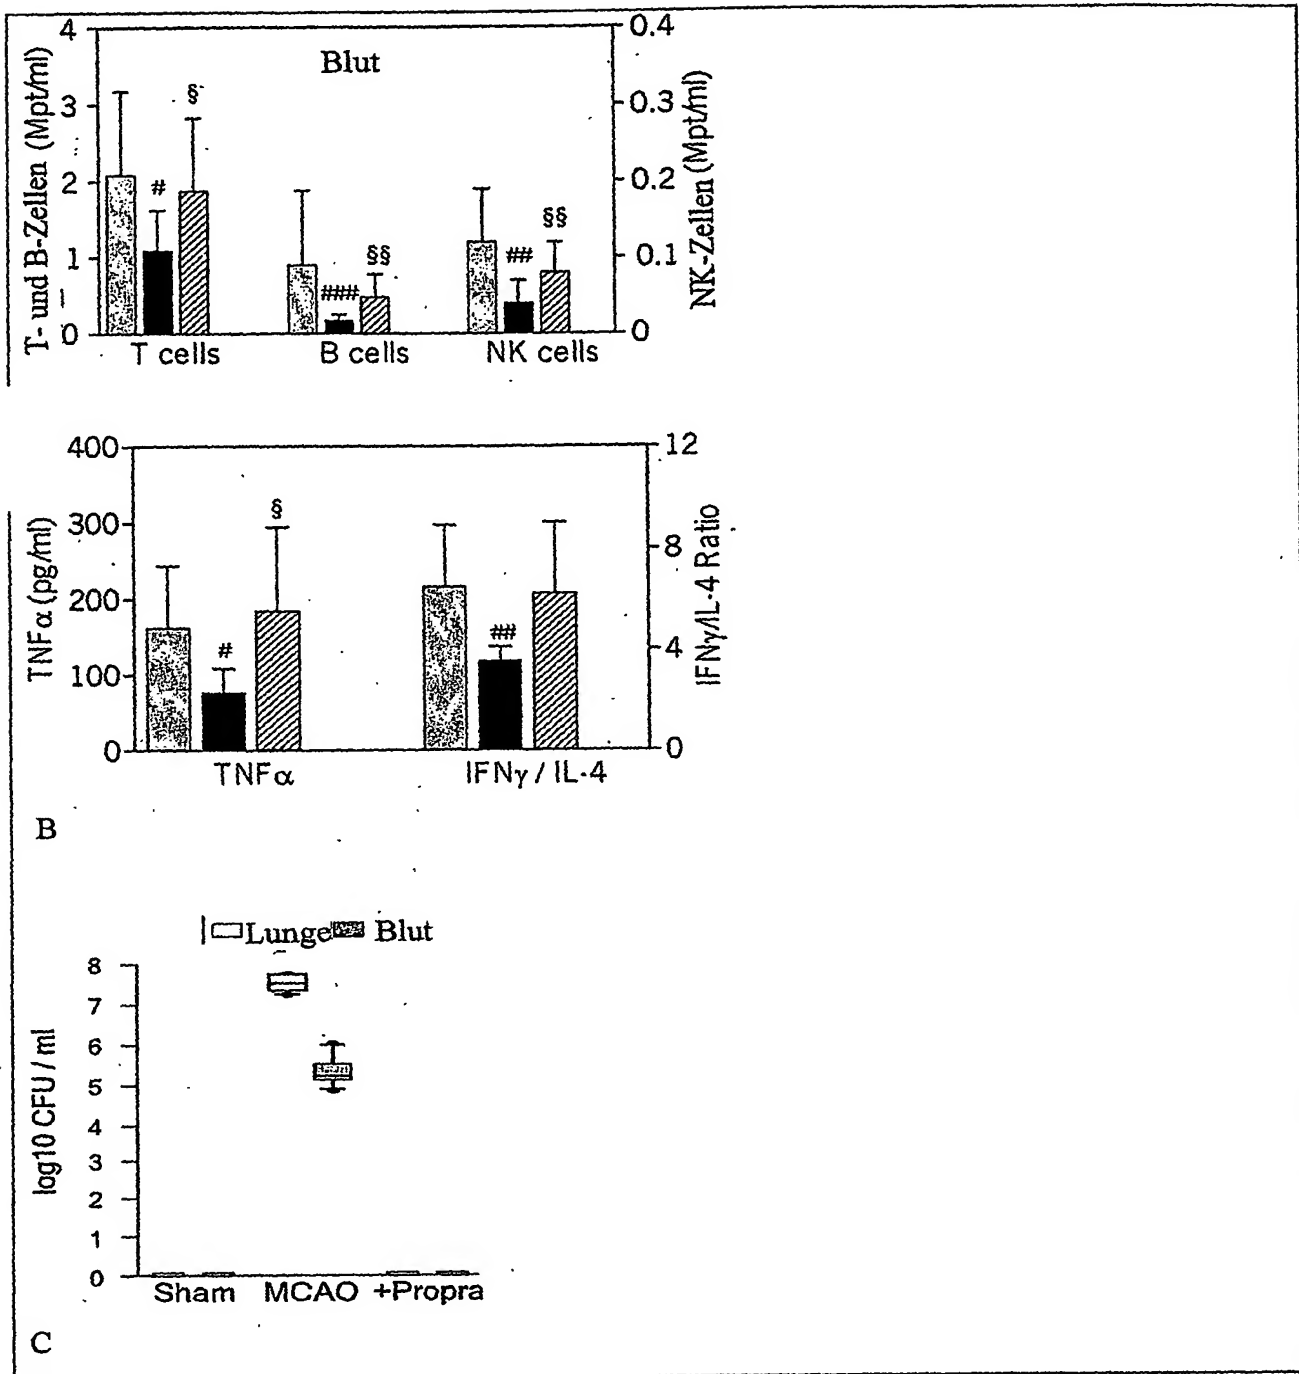 Blut
T- und B-Zellen (Mpt/ml)
4
3
2
1
0
0.4
0.3
0.2
0.1
0
NK-Zellen (Mpt/ml)
# §
### §§
## §§
T cells B cells NK cells
TNFα (pg/ml)
400
300
200
100
0
12
8
4
0
IFNγ/IL-4 Ratio
# §
##
TNFα IFNγ / IL-4
B
Lunge Blut
log10 CFU / ml
8
7
6
5
4
3
2
1
0
Sham MCAO +Propra
C